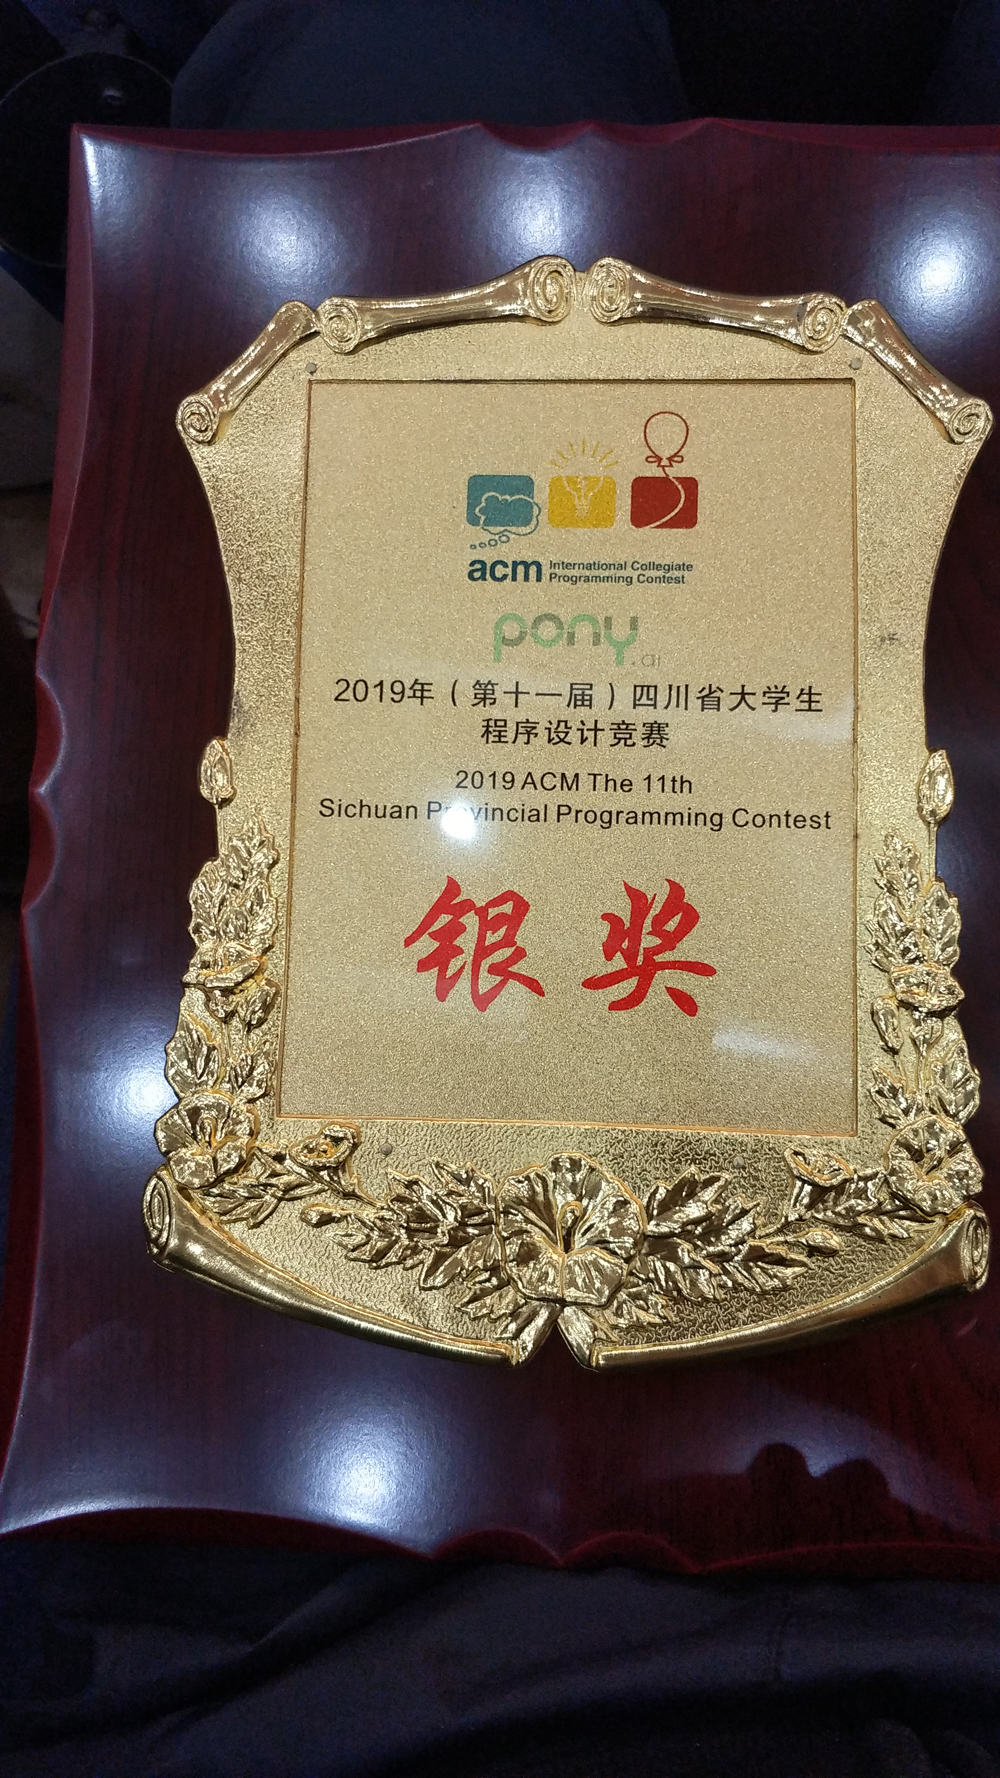 acm International Collegiate
Programming Contest
pony.ai
2019年（第十一届）四川省大学生
程序设计竞赛
2019 ACM The 11th
Sichuan Provincial Programming Contest
银奖